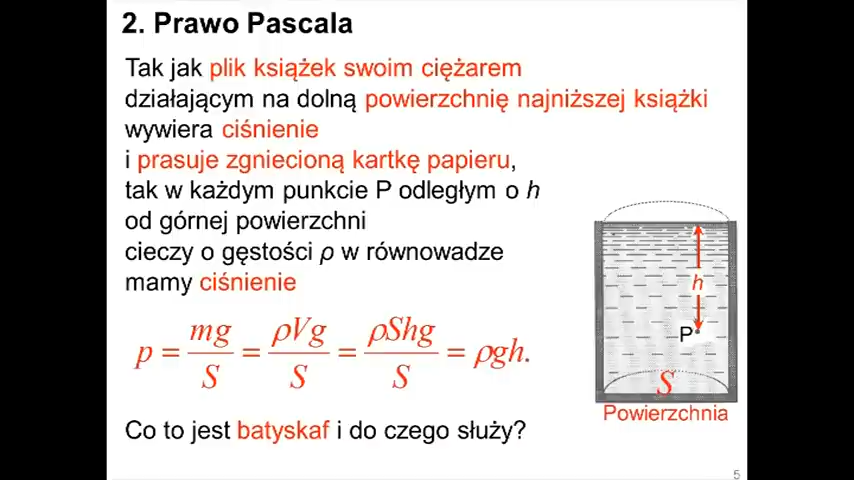 2. Prawo Pascala
Tak jak plik książek swoim ciężarem
działającym na dolną powierzchnię najniższej książki
wywiera ciśnienie
i prasuje zgniecioną kartkę papieru,
tak w każdym punkcie P odległym o h
od górnej powierzchni
cieczy o gęstości ρ w równowadze
mamy ciśnienie
p = mg/S = ρVg/S = ρShg/S = ρgh.
h
P
S
Powierzchnia
Co to jest batyskaf i do czego służy?
5